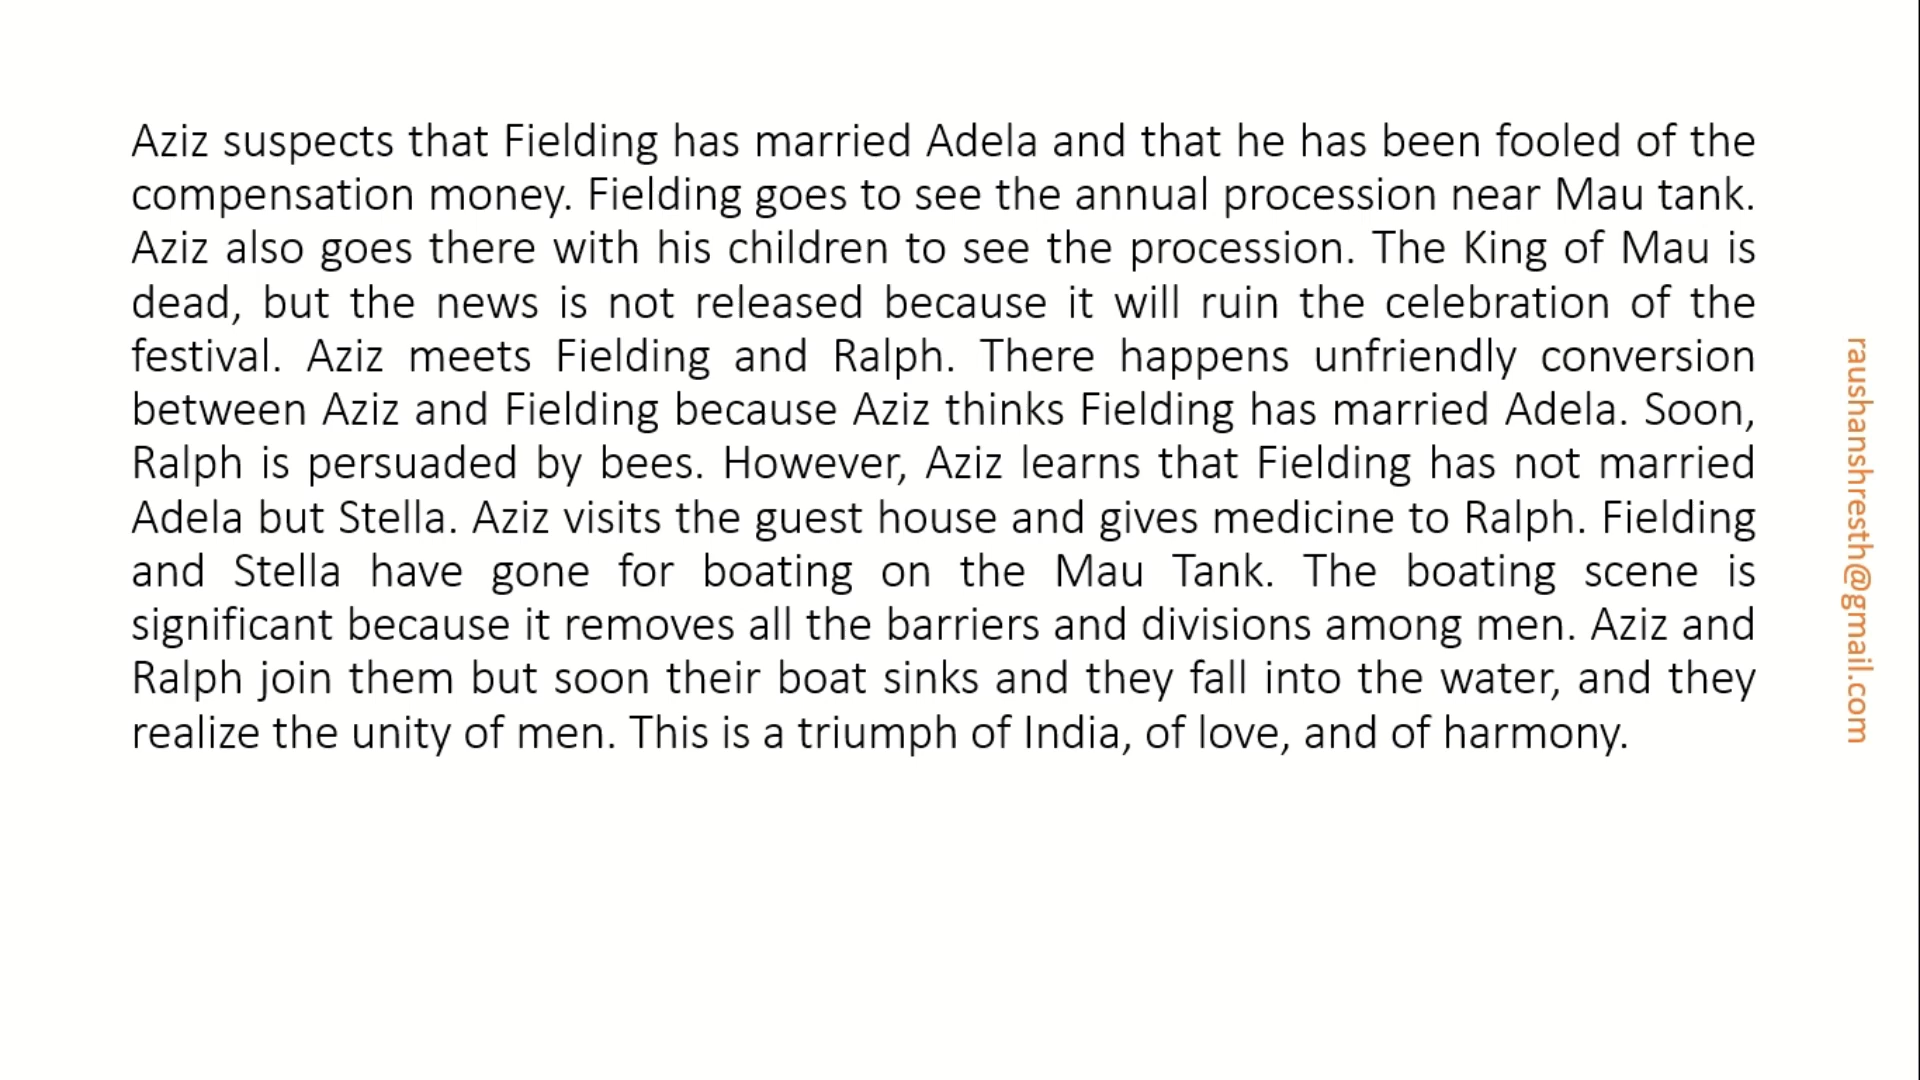 Aziz suspects that Fielding has married Adela and that he has been fooled of the
compensation money. Fielding goes to see the annual procession near Mau tank.
Aziz also goes there with his children to see the procession. The King of Mau is
dead, but the news is not released because it will ruin the celebration of the
festival. Aziz meets Fielding and Ralph. There happens unfriendly conversion
between Aziz and Fielding because Aziz thinks Fielding has married Adela. Soon,
Ralph is persuaded by bees. However, Aziz learns that Fielding has not married
Adela but Stella. Aziz visits the guest house and gives medicine to Ralph. Fielding
and Stella have gone for boating on the Mau Tank. The boating scene is
significant because it removes all the barriers and divisions among men. Aziz and
Ralph join them but soon their boat sinks and they fall into the water, and they
realize the unity of men. This is a triumph of India, of love, and of harmony.
raushanshresth@gmail.com